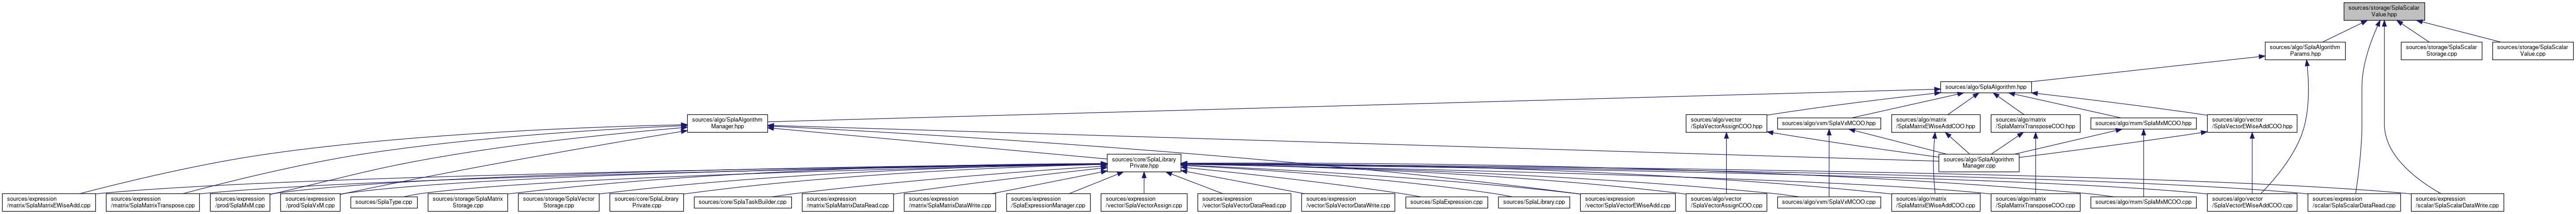 sources/storage/SplaScalar
Value.hpp
sources/algo/SplaAlgorithm
Params.hpp
sources/storage/SplaScalar
Storage.cpp
sources/storage/SplaScalar
Value.cpp
sources/algo/SplaAlgorithm.hpp
sources/algo/SplaAlgorithm
Manager.hpp
sources/algo/vector
/SplaVectorAssignCOO.hpp
sources/algo/vxm/SplaVxMCOO.hpp
sources/algo/matrix
/SplaMatrixEWiseAddCOO.hpp
sources/algo/matrix
/SplaMatrixTransposeCOO.hpp
sources/algo/mxm/SplaMxMCOO.hpp
sources/algo/vector
/SplaVectorEWiseAddCOO.hpp
sources/core/SplaLibrary
Private.hpp
sources/algo/SplaAlgorithm
Manager.cpp
sources/expression
/matrix/SplaMatrixEWiseAdd.cpp
sources/expression
/matrix/SplaMatrixTranspose.cpp
sources/expression
/prod/SplaMxM.cpp
sources/expression
/prod/SplaVxM.cpp
sources/SplaType.cpp
sources/storage/SplaMatrix
Storage.cpp
sources/storage/SplaVector
Storage.cpp
sources/core/SplaLibrary
Private.cpp
sources/core/SplaTaskBuilder.cpp
sources/expression
/matrix/SplaMatrixDataRead.cpp
sources/expression
/matrix/SplaMatrixDataWrite.cpp
sources/expression
/SplaExpressionManager.cpp
sources/expression
/vector/SplaVectorAssign.cpp
sources/expression
/vector/SplaVectorDataRead.cpp
sources/expression
/vector/SplaVectorDataWrite.cpp
sources/SplaExpression.cpp
sources/SplaLibrary.cpp
sources/expression
/vector/SplaVectorEWiseAdd.cpp
sources/algo/vector
/SplaVectorAssignCOO.cpp
sources/algo/vxm/SplaVxMCOO.cpp
sources/algo/matrix
/SplaMatrixEWiseAddCOO.cpp
sources/algo/matrix
/SplaMatrixTransposeCOO.cpp
sources/algo/mxm/SplaMxMCOO.cpp
sources/algo/vector
/SplaVectorEWiseAddCOO.cpp
sources/expression
/scalar/SplaScalarDataRead.cpp
sources/expression
/scalar/SplaScalarDataWrite.cpp